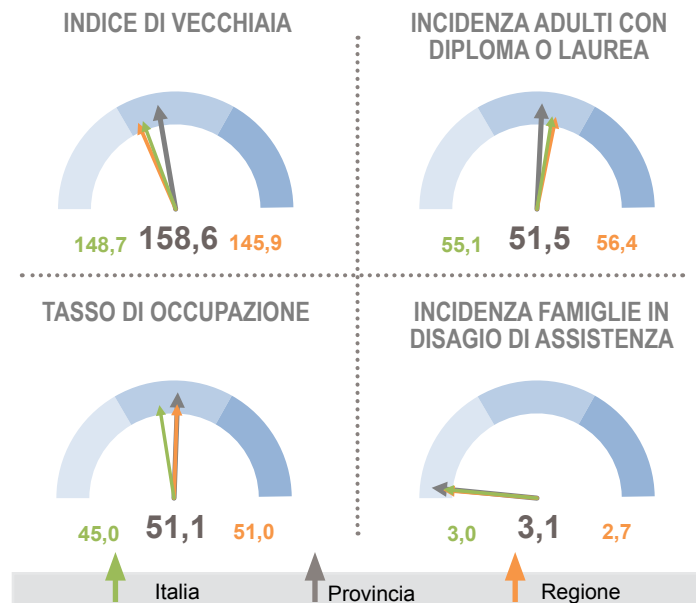 INDICE DI VECCHIAIA
148,7 158,6 145,9
INCIDENZA ADULTI CON
DIPLOMA O LAUREA
55,1 51,5 56,4
TASSO DI OCCUPAZIONE
45,0 51,1 51,0
INCIDENZA FAMIGLIE IN
DISAGIO DI ASSISTENZA
3,0 3,1 2,7
Italia Provincia Regione